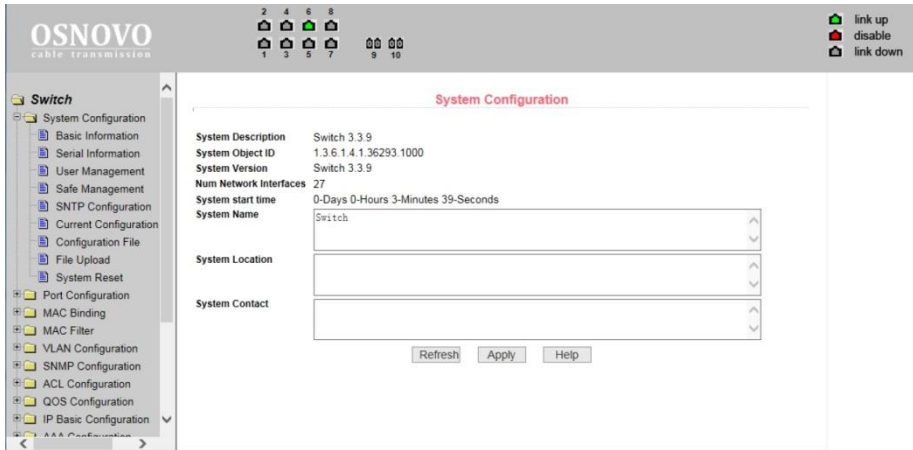 2 4 6 8
OSNOVO
cable transmission
1 3 5 7 9 10
link up
disable
link down
Switch
System Configuration
Basic Information
Serial Information
User Management
Safe Management
SNTP Configuration
Current Configuration
Configuration File
File Upload
System Reset
Port Configuration
MAC Binding
MAC Filter
VLAN Configuration
SNMP Configuration
ACL Configuration
QOS Configuration
IP Basic Configuration
AAA Configuration
System Configuration
System Description Switch 3.3.9
System Object ID 1.3.6.1.4.1.36293.1000
System Version Switch 3.3.9
Num Network Interfaces 27
System start time 0-Days 0-Hours 3-Minutes 39-Seconds
System Name Switch
System Location
System Contact
Refresh Apply Help